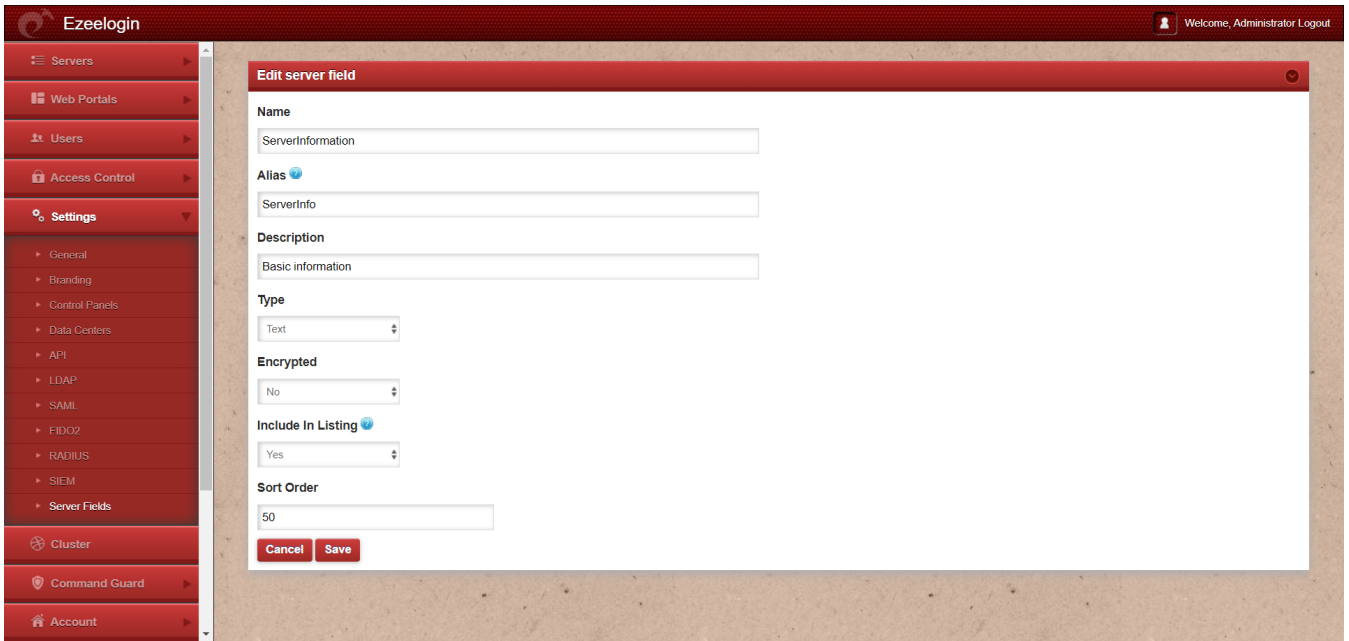 Ezeelogin
Welcome, Administrator Logout
Servers
Web Portals
Users
Access Control
Settings
General
Branding
Control Panels
Data Centers
API
LDAP
SAML
FIDO2
RADIUS
SIEM
Server Fields
Cluster
Command Guard
Account
Edit server field
Name
ServerInformation
Alias ?
ServerInfo
Description
Basic information
Type
Text
Encrypted
No
Include In Listing ?
Yes
Sort Order
50
Cancel Save